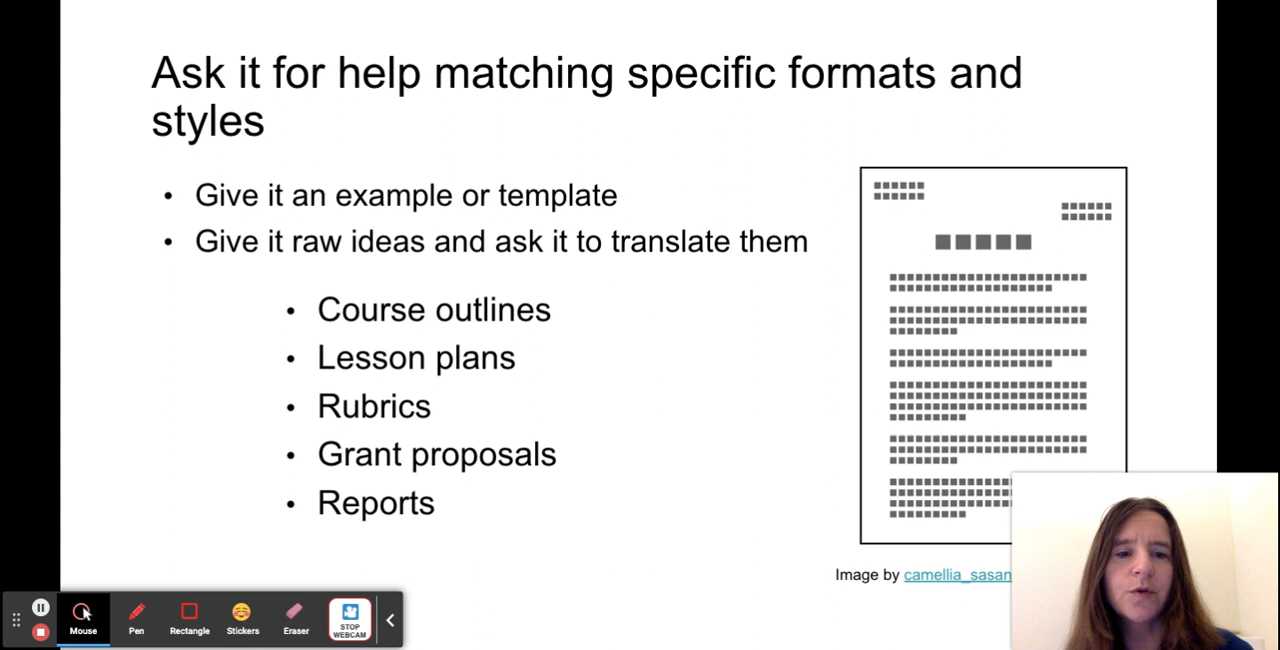 Ask it for help matching specific formats and
styles
• Give it an example or template
• Give it raw ideas and ask it to translate them
• Course outlines
• Lesson plans
• Rubrics
• Grant proposals
• Reports
Image by camellia_sasan
Mouse
Pen
Rectangle
Stickers
Eraser
STOP
WEBCAM